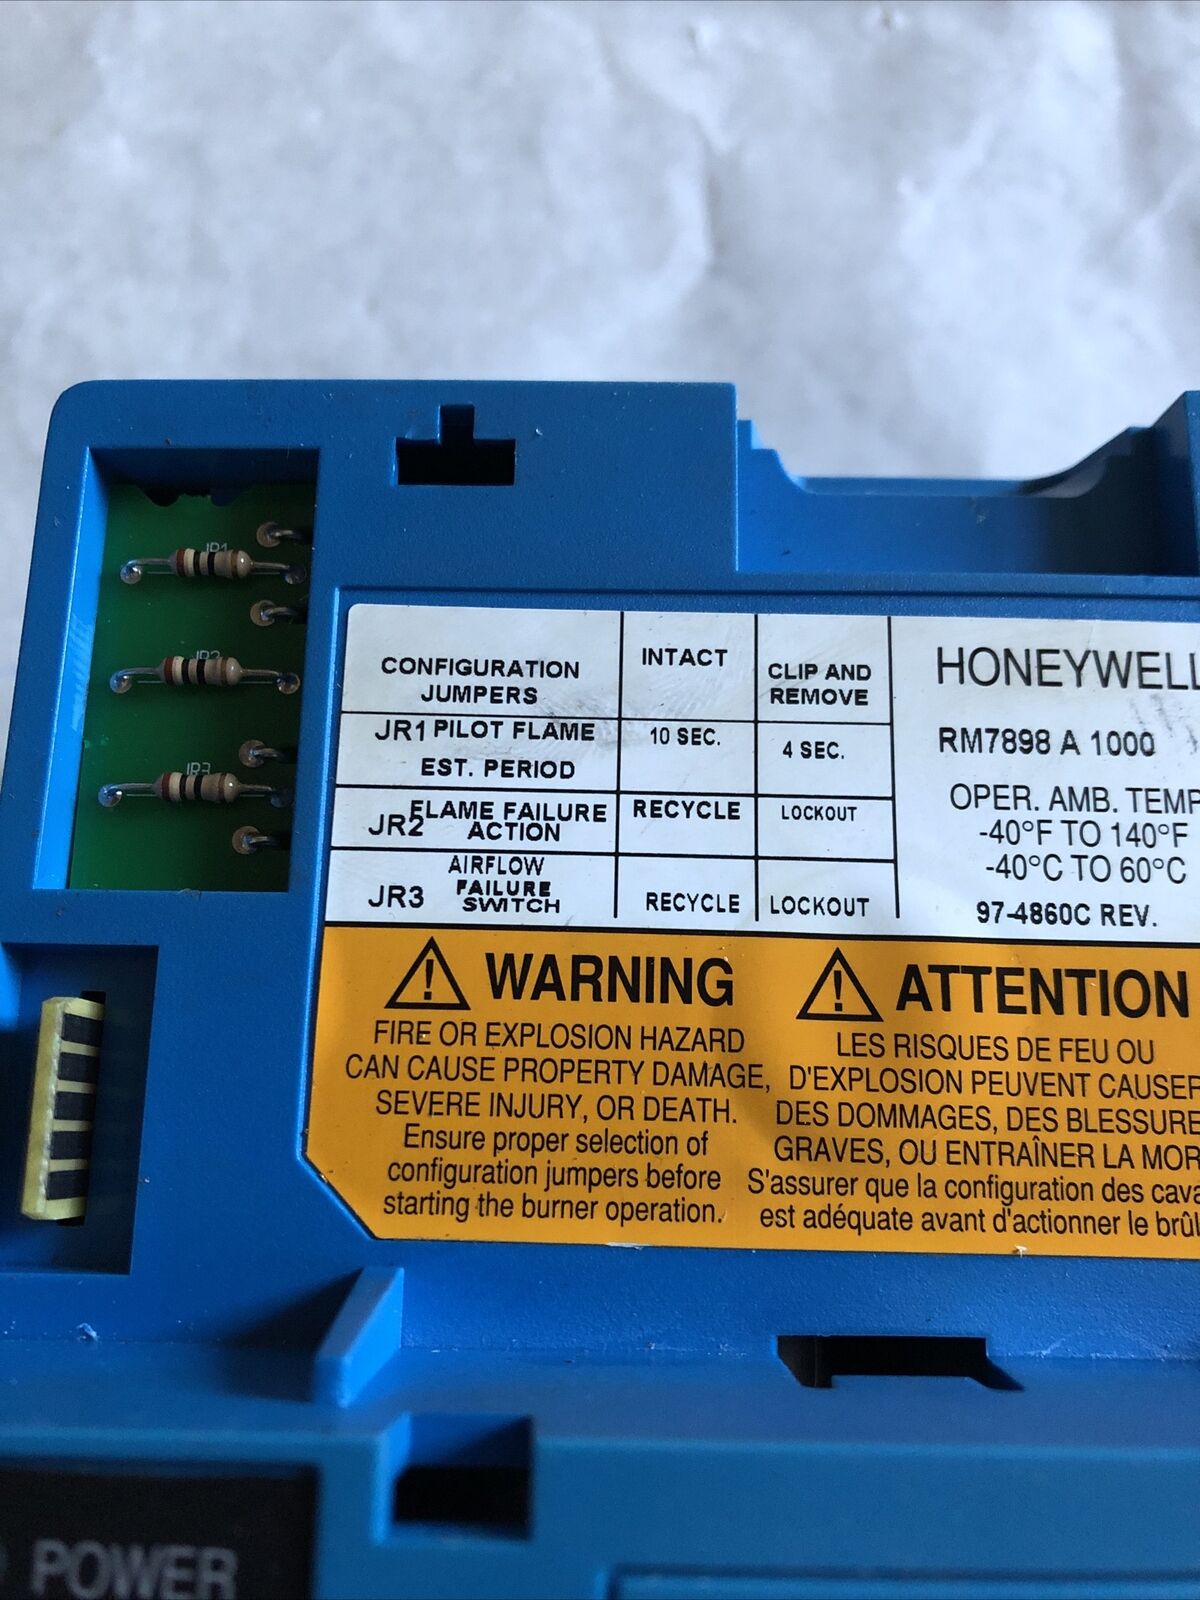 JR1
JR2
JR3
CONFIGURATION
JUMPERS
INTACT
CLIP AND
REMOVE
JR1 PILOT FLAME
EST. PERIOD
10 SEC.
4 SEC.
JR2 FLAME FAILURE
ACTION
RECYCLE
LOCKOUT
AIRFLOW
JR3 FAILURE
SWITCH
RECYCLE
LOCKOUT
HONEYWELL
RM7898 A 1000
OPER. AMB. TEMP
-40°F TO 140°F
-40°C TO 60°C
97-4860C REV.
WARNING
FIRE OR EXPLOSION HAZARD
CAN CAUSE PROPERTY DAMAGE,
SEVERE INJURY, OR DEATH.
Ensure proper selection of
configuration jumpers before
starting the burner operation.
ATTENTION
LES RISQUES DE FEU OU
D'EXPLOSION PEUVENT CAUSER
DES DOMMAGES, DES BLESSURE
GRAVES, OU ENTRAÎNER LA MOR
S'assurer que la configuration des cava
est adéquate avant d'actionner le brûl
POWER